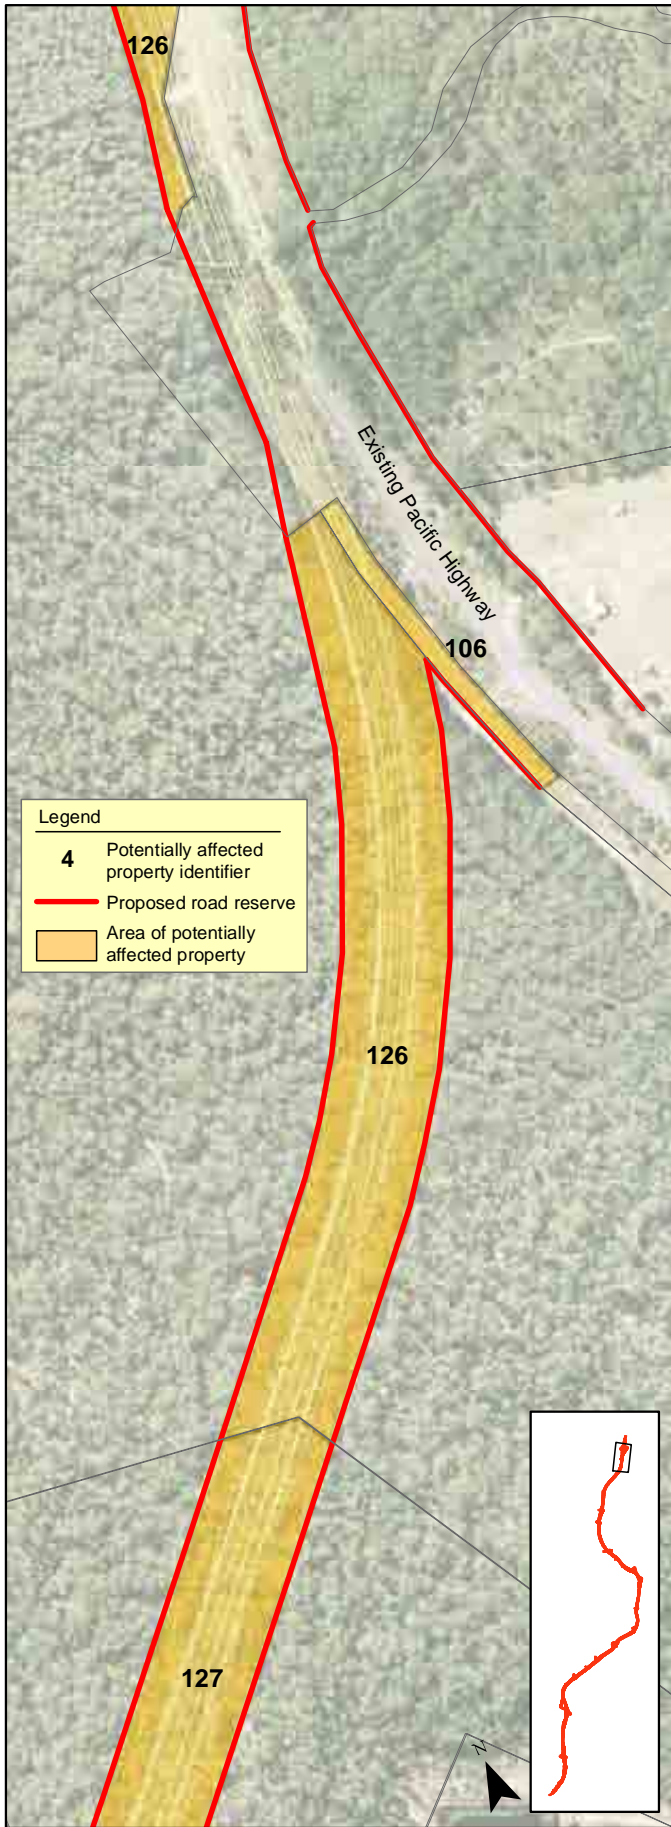 126
Existing Pacific Highway
106
Legend
4 Potentially affected
property identifier
Proposed road reserve
Area of potentially
affected property
126
127
N